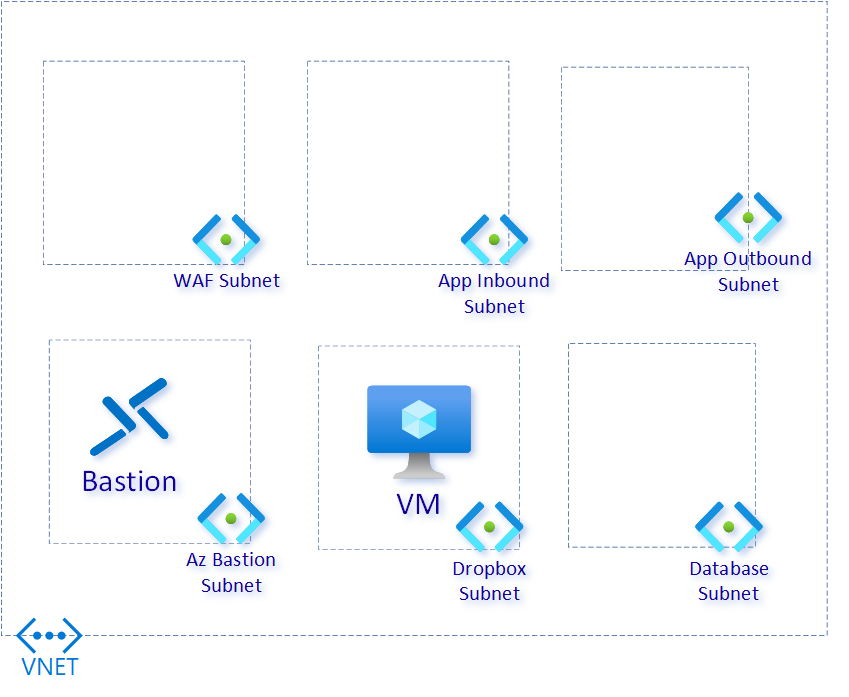 WAF Subnet
App Inbound
Subnet
App Outbound
Subnet
Bastion
VM
Az Bastion
Subnet
Dropbox
Subnet
Database
Subnet
VNET